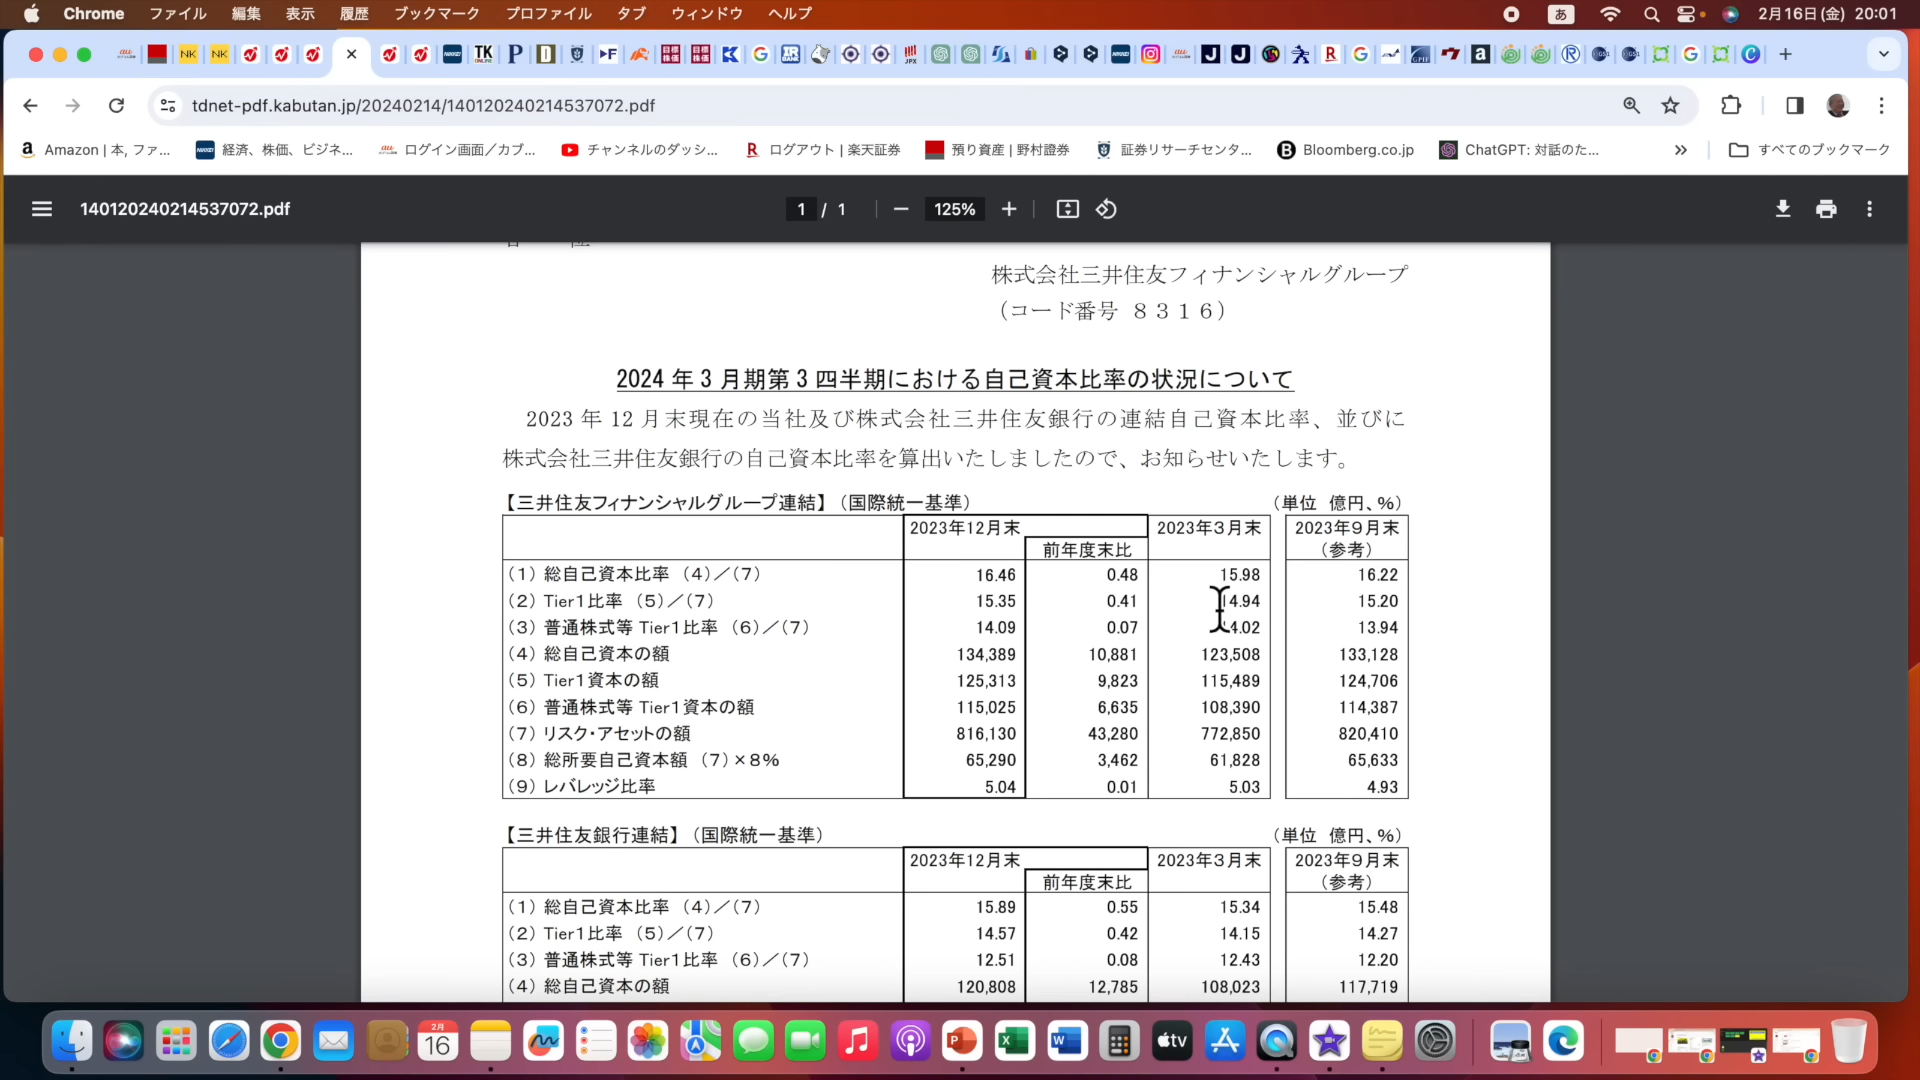 Chrome ファイル 編集 表示 履歴 ブックマーク プロファイル タブ ウィンドウ ヘルプ あ 2月16日(金) 20:01
tdnet-pdf.kabutan.jp/20240214/140120240214537072.pdf
Amazon | 本, ファ... 経済、株価、ビジネ... ログイン画面／カブ... チャンネルのダッシ... ログアウト | 楽天証券 預り資産 | 野村證券 証券リサーチセンタ... Bloomberg.co.jp ChatGPT: 対話のた... » すべてのブックマーク
140120240214537072.pdf 1 / 1 − 125% +
株式会社三井住友フィナンシャルグループ
（コード番号 ８３１６）
2024 年 3 月期第 3 四半期における自己資本比率の状況について
2023 年 12 月末現在の当社及び株式会社三井住友銀行の連結自己資本比率、並びに
株式会社三井住友銀行の自己資本比率を算出いたしましたので、お知らせいたします。
【三井住友フィナンシャルグループ連結】（国際統一基準） （単位 億円、%）
2023年12月末 2023年3月末 2023年9月末
前年度末比 （参考）
（1）総自己資本比率 （4）／（7） 16.46 0.48 15.98 16.22
（2）Tier1比率 （5）／（7） 15.35 0.41 14.94 15.20
（3）普通株式等 Tier1比率 （6）／（7） 14.09 0.07 14.02 13.94
（4）総自己資本の額 134,389 10,881 123,508 133,128
（5）Tier1資本の額 125,313 9,823 115,489 124,706
（6）普通株式等 Tier1資本の額 115,025 6,635 108,390 114,387
（7）リスク・アセットの額 816,130 43,280 772,850 820,410
（8）総所要自己資本額 （7）×8% 65,290 3,462 61,828 65,633
（9）レバレッジ比率 5.04 0.01 5.03 4.93
【三井住友銀行連結】（国際統一基準） （単位 億円、%）
2023年12月末 2023年3月末 2023年9月末
前年度末比 （参考）
（1）総自己資本比率 （4）／（7） 15.89 0.55 15.34 15.48
（2）Tier1比率 （5）／（7） 14.57 0.42 14.15 14.27
（3）普通株式等 Tier1比率 （6）／（7） 12.51 0.08 12.43 12.20
（4）総自己資本の額 120,808 12,785 108,023 117,719
2月
16
tv